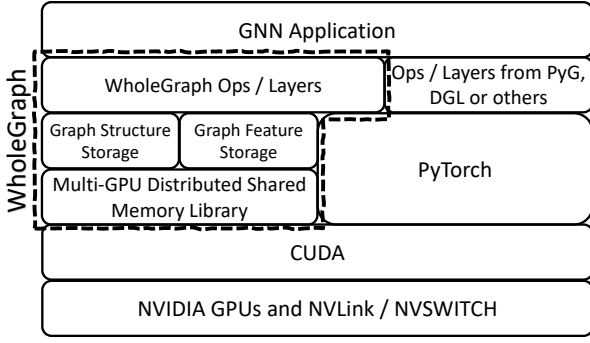 GNN Application
WholeGraph
WholeGraph Ops / Layers
Ops / Layers from PyG,
DGL or others
Graph Structure
Storage
Graph Feature
Storage
PyTorch
Multi-GPU Distributed Shared
Memory Library
CUDA
NVIDIA GPUs and NVLink / NVSWITCH